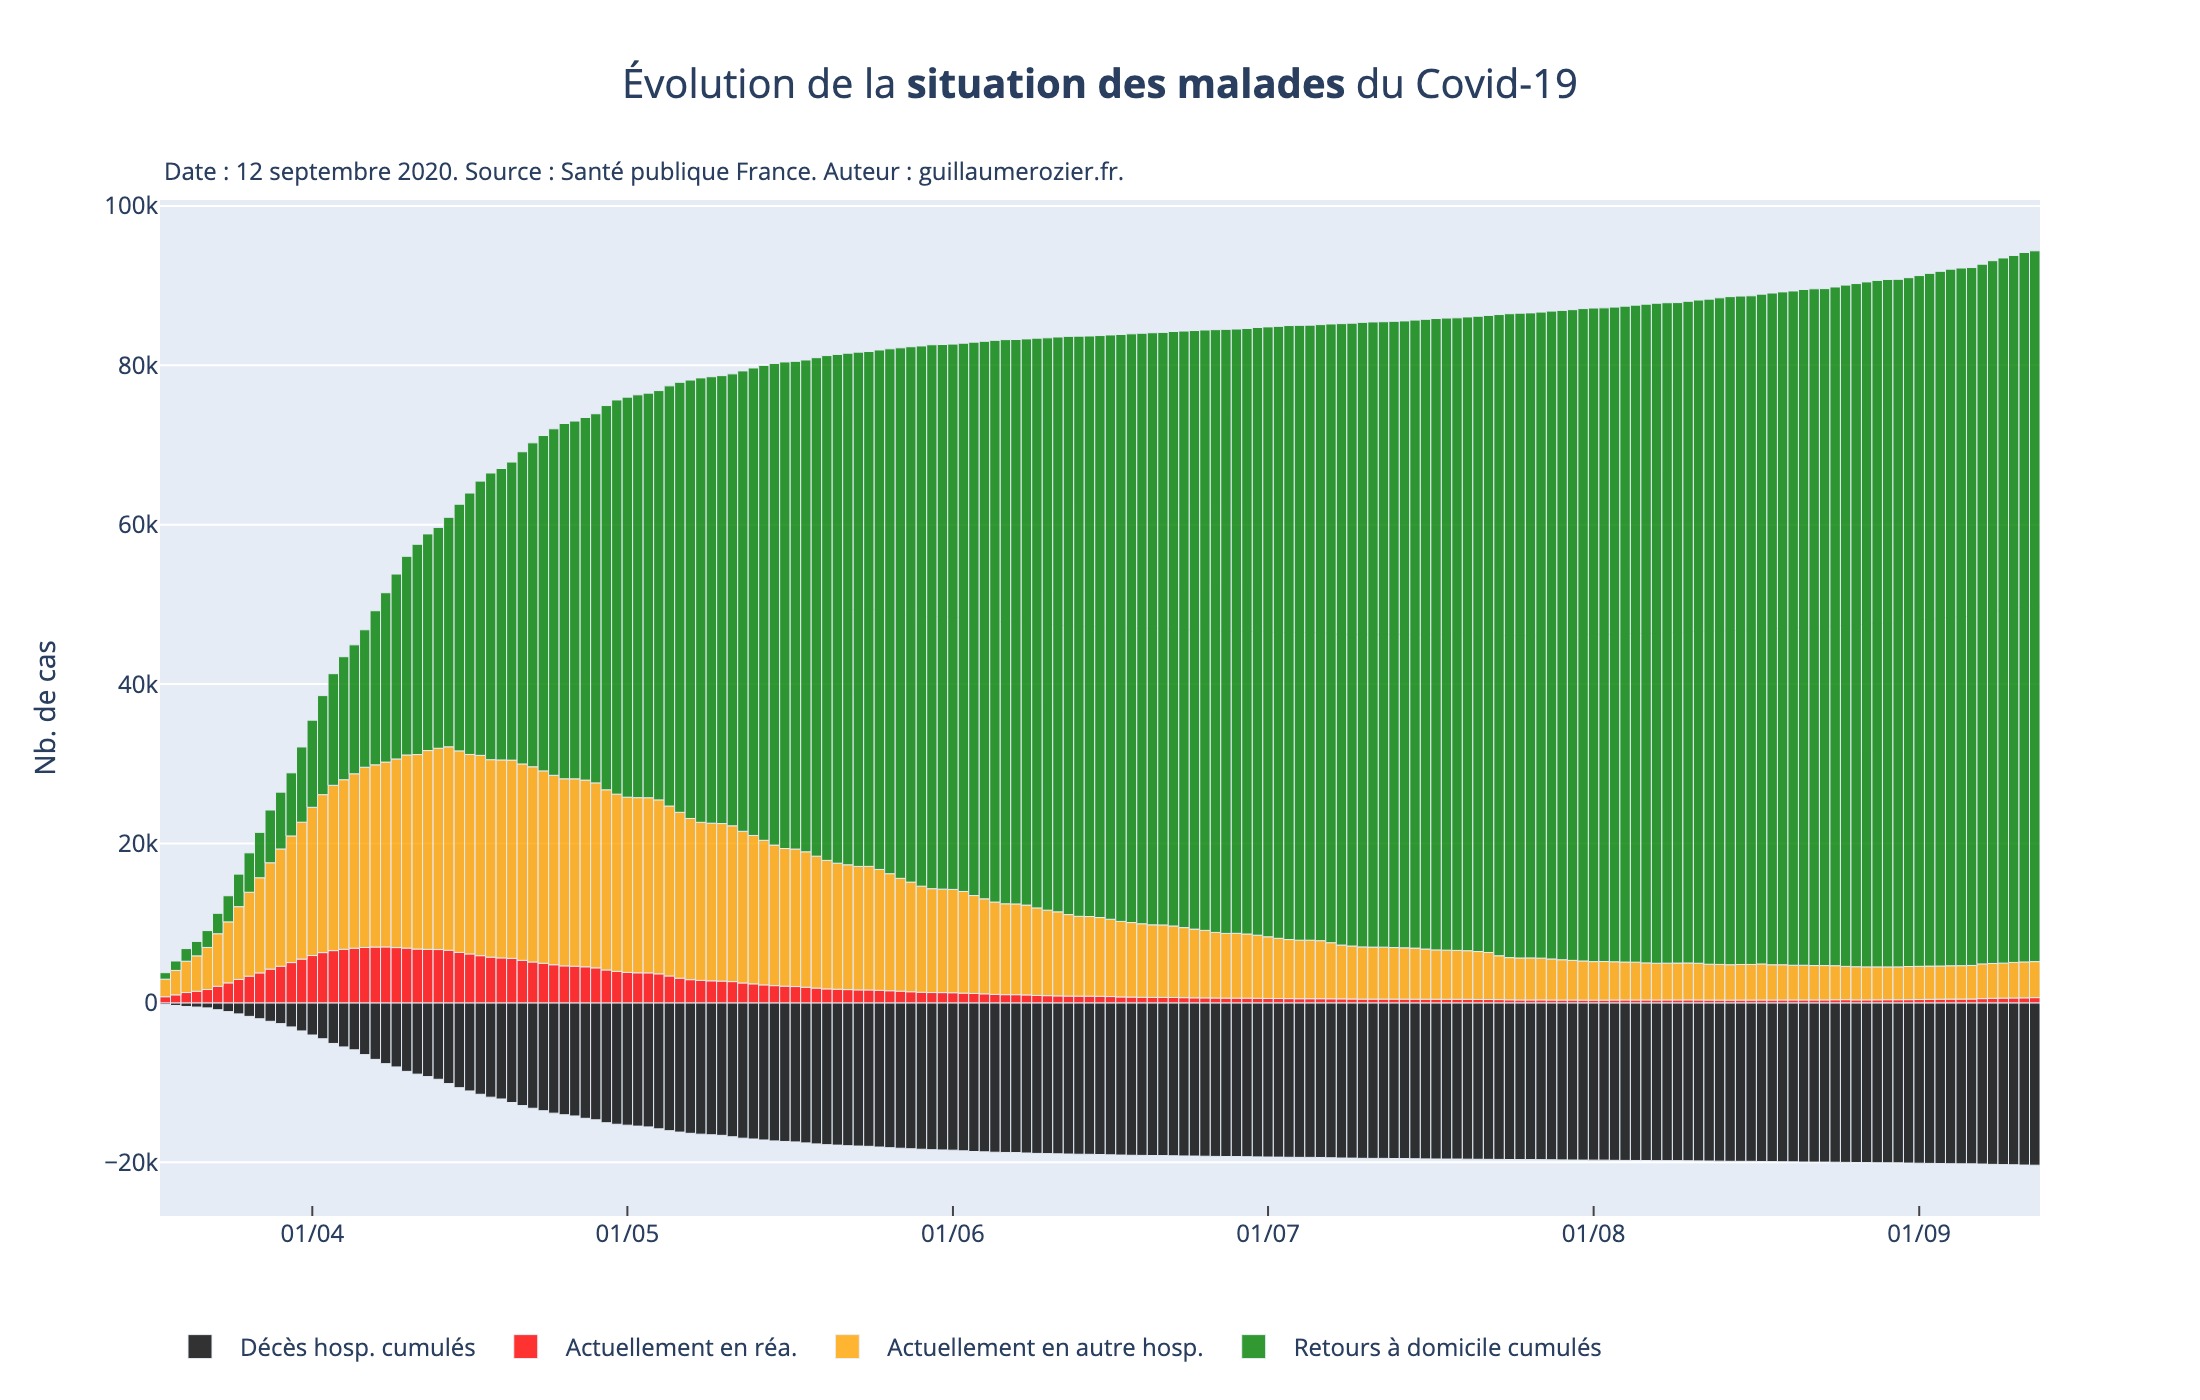 Évolution de la situation des malades du Covid-19
Date : 12 septembre 2020. Source : Santé publique France. Auteur : guillaumerozier.fr.
100k
80k
60k
40k
20k
0
−20k
Nb. de cas
01/04 01/05 01/06 01/07 01/08 01/09
Décès hosp. cumulés Actuellement en réa. Actuellement en autre hosp. Retours à domicile cumulés